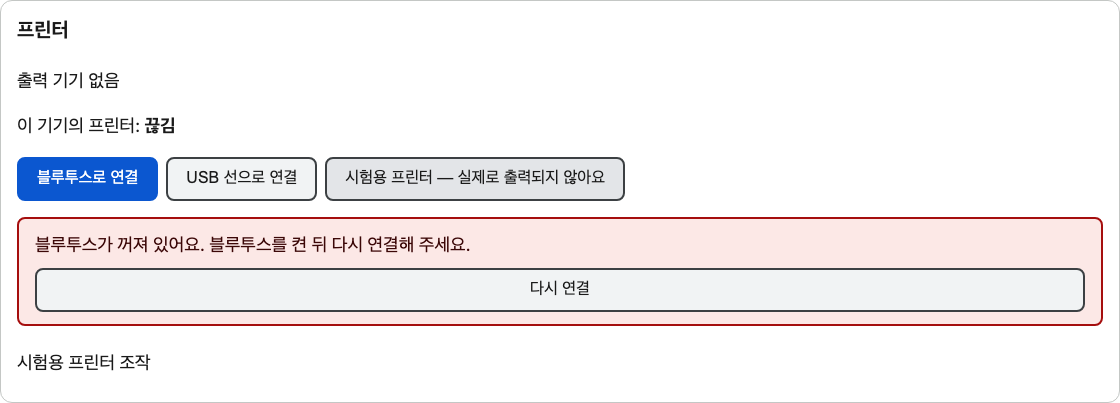 프린터
출력 기기 없음
이 기기의 프린터: 끊김
블루투스로 연결
USB 선으로 연결
시험용 프린터 — 실제로 출력되지 않아요
블루투스가 꺼져 있어요. 블루투스를 켠 뒤 다시 연결해 주세요.
다시 연결
시험용 프린터 조작